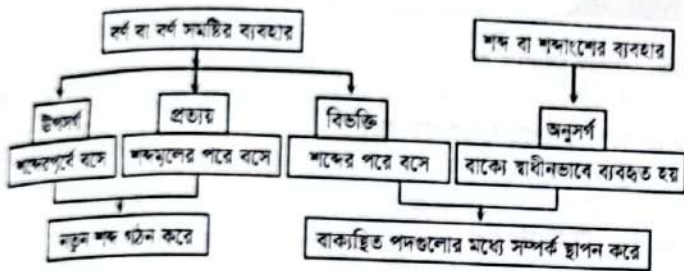 বর্ণ বা বর্ণ সমষ্টির ব্যবহার
শব্দ বা শব্দাংশের ব্যবহার
উপসর্গ
প্রত্যয়
বিভক্তি
অনুসর্গ
শব্দেরপূর্বে বসে
শব্দমূলের পরে বসে
শব্দের পরে বসে
বাক্যে স্বাধীনভাবে ব্যবহৃত হয়
নতুন শব্দ গঠন করে
বাক্যস্থিত পদগুলোর মধ্যে সম্পর্ক স্থাপন করে